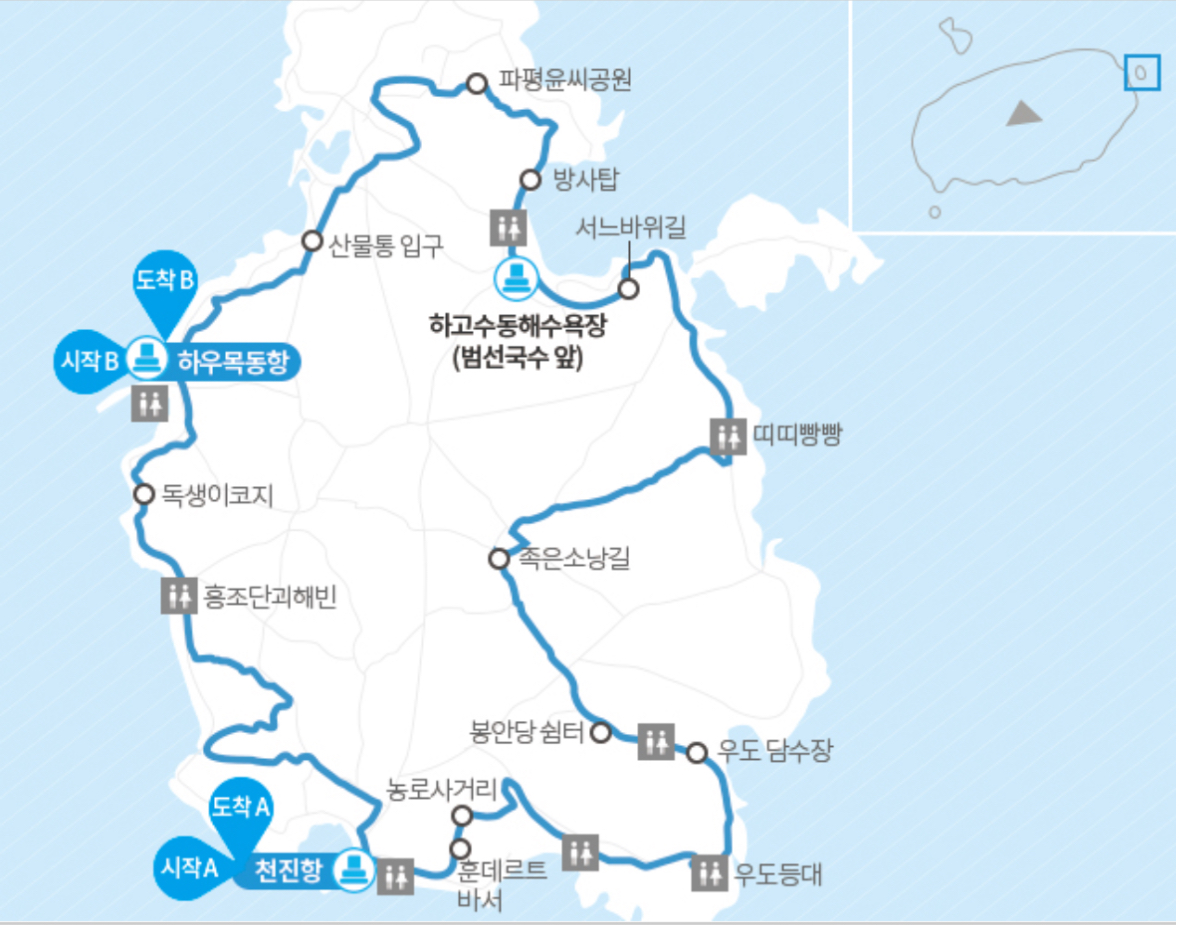 파평윤씨공원
방사탑
서느바위길
산물통 입구
도착 B
시작 B
하우목동항
하고수동해수욕장
(범선국수 앞)
띠띠빵빵
독생이코지
족은소낭길
홍조단괴해빈
봉안당 쉼터
우도 담수장
농로사거리
도착 A
시작 A
천진항
훈데르트
바서
우도등대